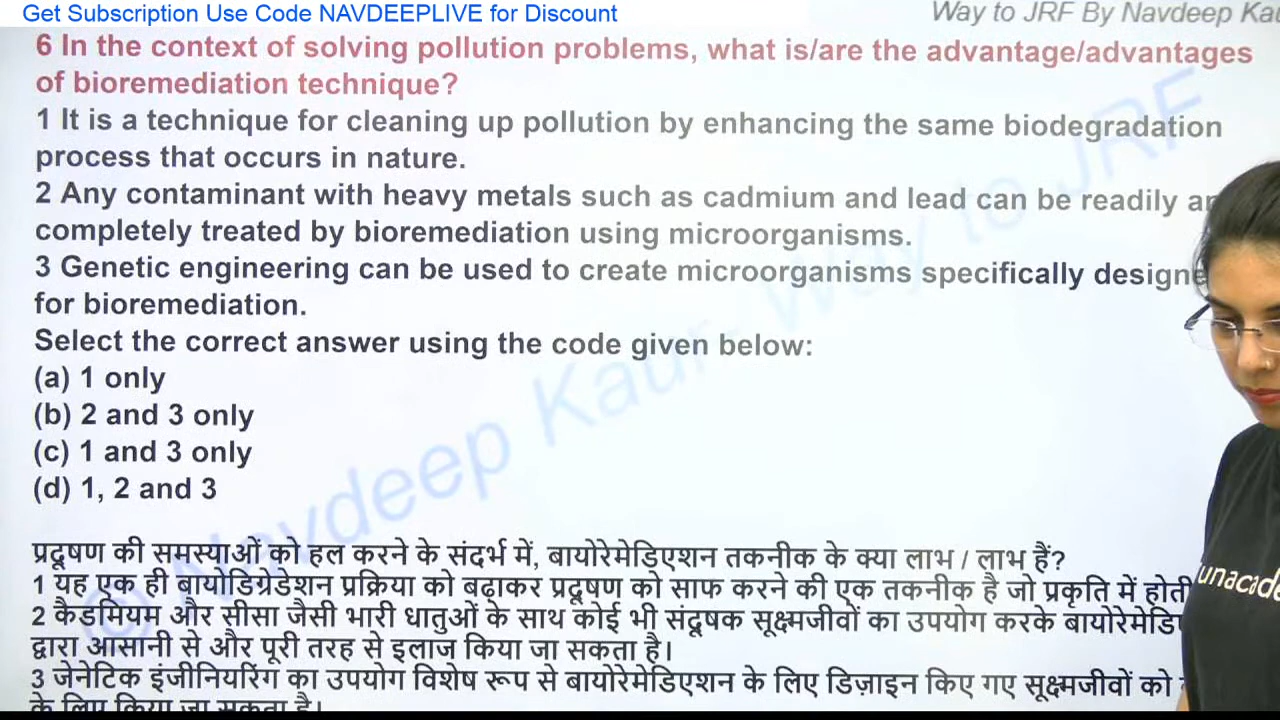 Get Subscription Use Code NAVDEEPLIVE for Discount
Way to JRF By Navdeep
6 In the context of solving pollution problems, what is/are the advantage/advantages
of bioremediation technique?
1 It is a technique for cleaning up pollution by enhancing the same biodegradation
process that occurs in nature.
2 Any contaminant with heavy metals such as cadmium and lead can be readily
completely treated by bioremediation using microorganisms.
3 Genetic engineering can be used to create microorganisms specifically
for bioremediation.
Select the correct answer using the code given below:
(a) 1 only
(b) 2 and 3 only
(c) 1 and 3 only
(d) 1, 2 and 3
© Navdeep Kaur- Way to JRF
प्रदूषण की समस्याओं को हल करने के संदर्भ में, बायोरेमेडिएशन तकनीक के क्या लाभ / लाभ हैं?
1 यह एक ही बायोडिग्रेडेशन प्रक्रिया को बढ़ाकर प्रदूषण को साफ करने की एक तकनीक है जो प्रकृति में होती
2 कैडमियम और सीसा जैसी भारी धातुओं के साथ कोई भी संदूषक सूक्ष्मजीवों का उपयोग करके
द्वारा आसानी से और पूरी तरह से इलाज किया जा सकता है।
3 जेनेटिक इंजीनियरिंग का उपयोग विशेष रूप से बायोरेमेडिएशन के लिए डिज़ाइन किए गए सूक्ष्मजीवों को
के लिए किया जा सकता है।